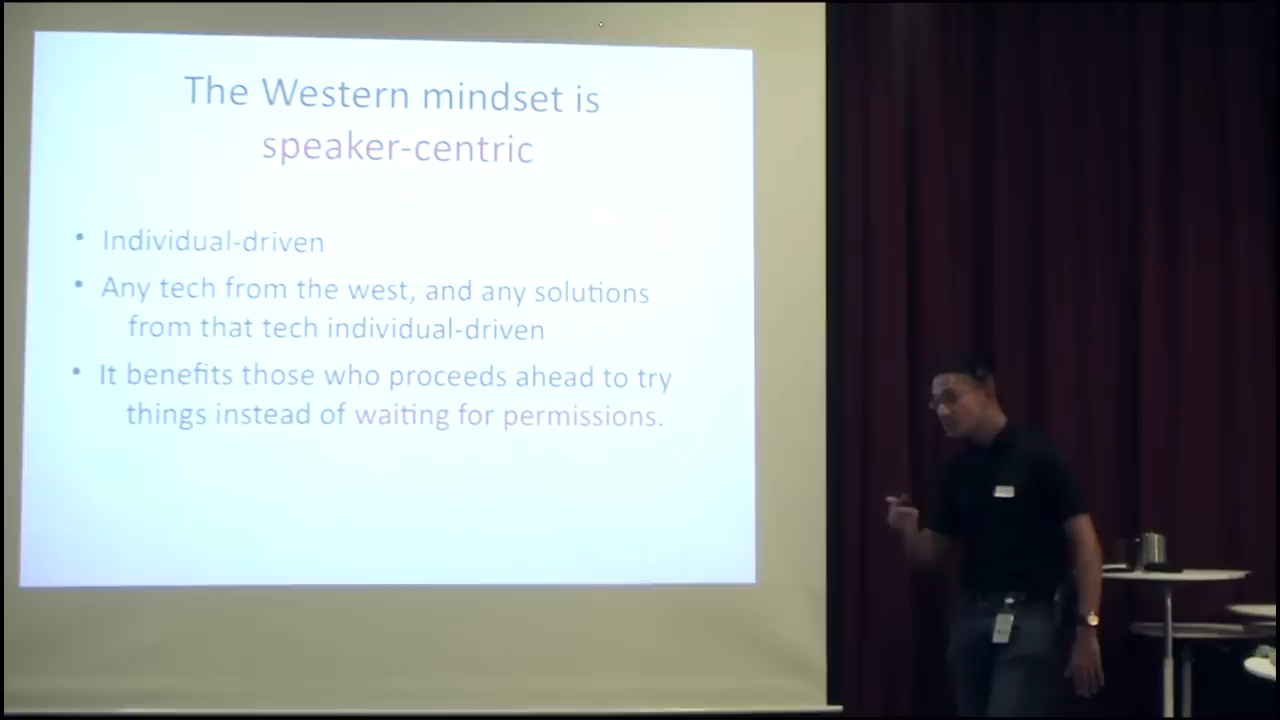 The Western mindset is
speaker-centric
• Individual-driven
• Any tech from the west, and any solutions
from that tech individual-driven
• It benefits those who proceeds ahead to try
things instead of waiting for permissions.